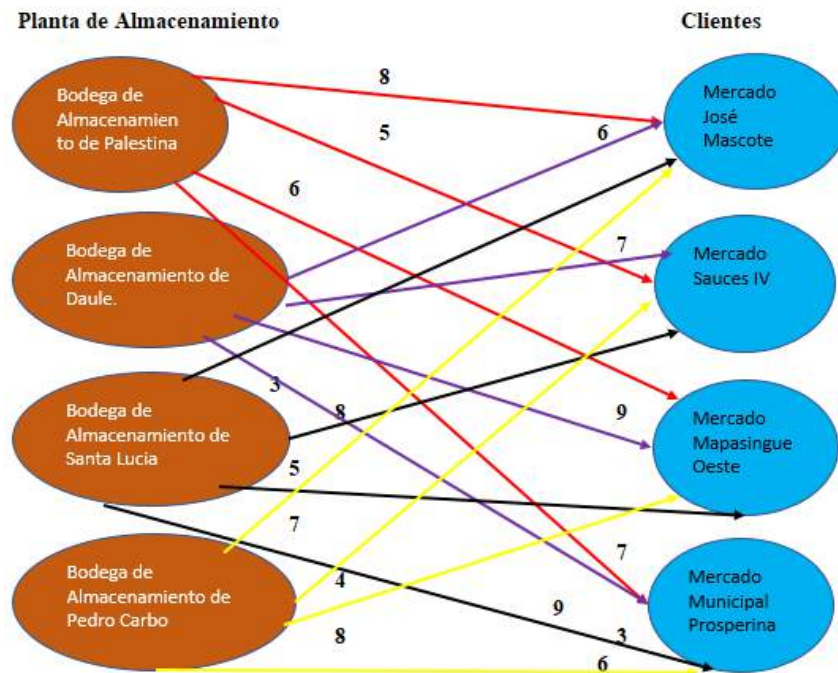 Planta de Almacenamiento
Clientes
Bodega de
Almacenamien
to de Palestina
8
5
6
6
Mercado
José
Mascote
Bodega de
Almacenamiento de
Daule.
7
Mercado
Sauces IV
3
8
9
Bodega de
Almacenamiento de
Santa Lucia
5
7
Mercado
Mapasingue
Oeste
Bodega de
Almacenamiento de
Pedro Carbo
4
8
7
9
3
6
Mercado
Municipal
Prosperina